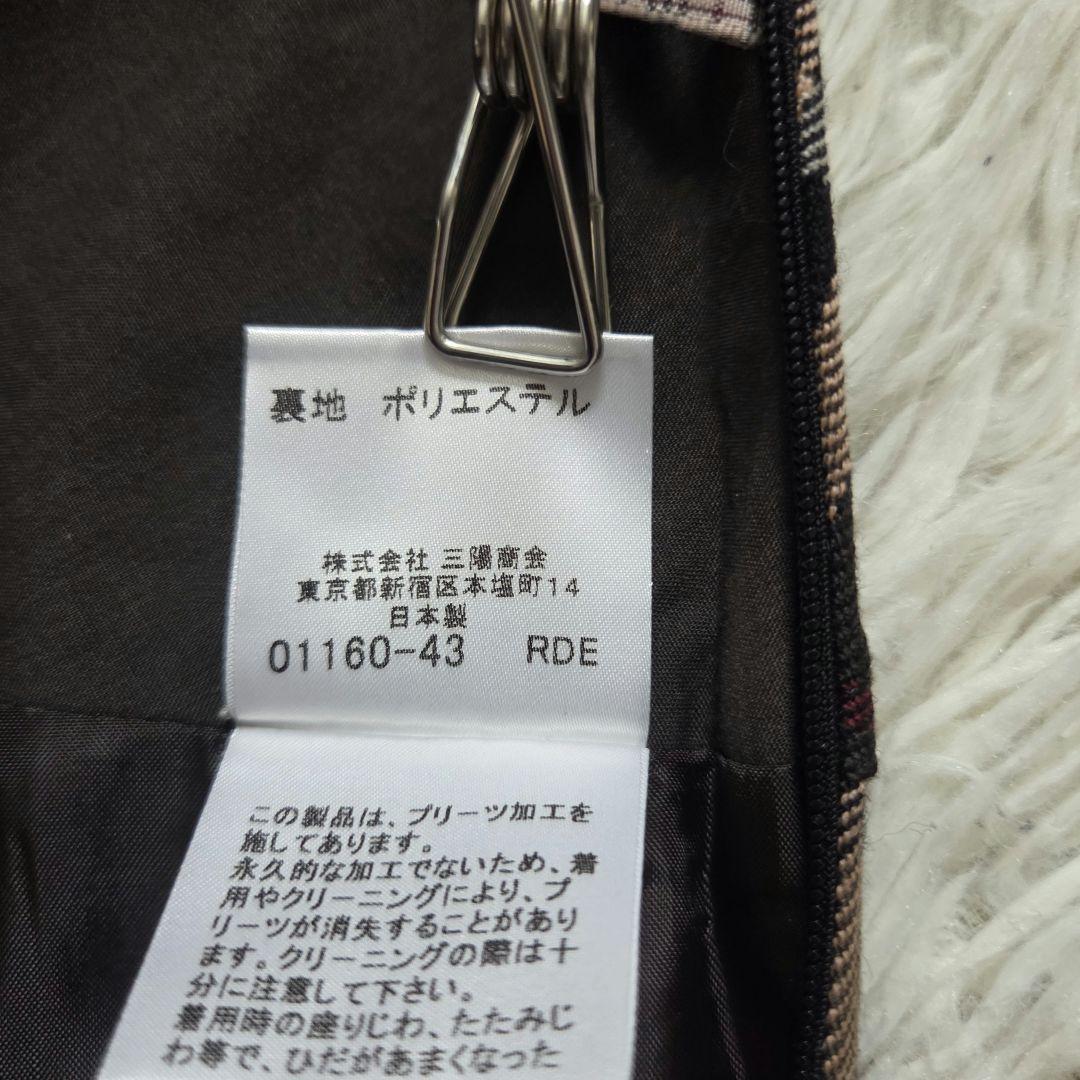 裏地 ポリエステル
株式会社 三陽商会
東京都新宿区本塩町14
日本製
01160-43 RDE
この製品は、プリーツ加工を
施してあります。
永久的な加工でないため、着
用やクリーニングにより、プ
リーツが消失することがあり
ます。クリーニングの際は十
分に注意して下さい。
着用時の座りじわ、たたみじ
わ等で、ひだがあまくなった